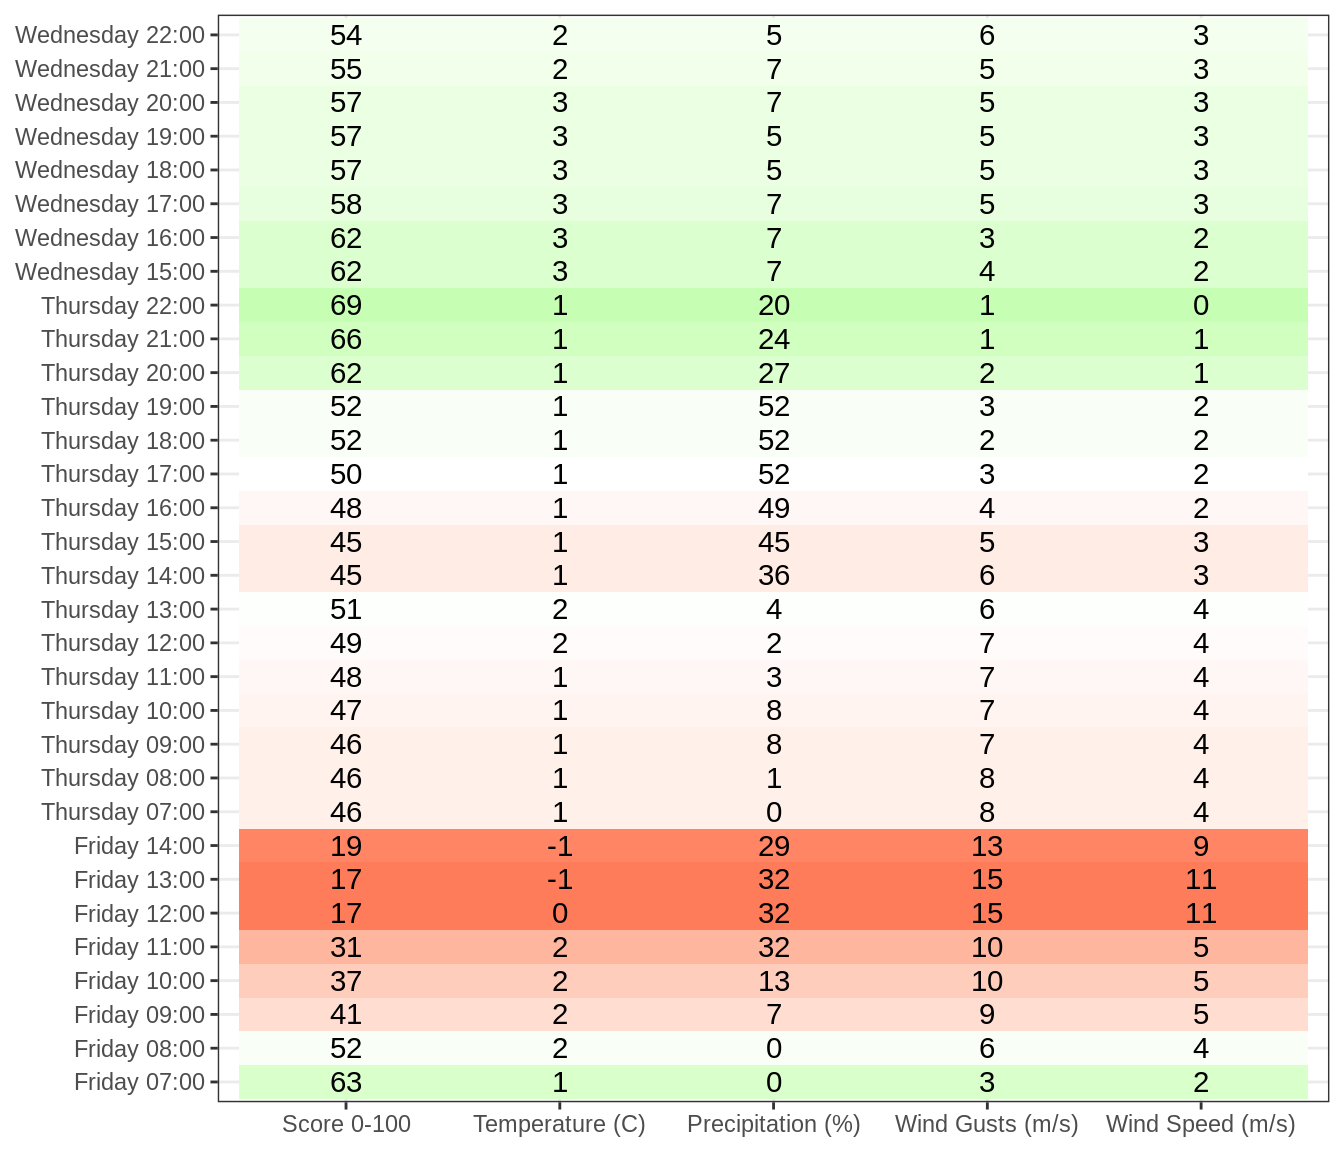 Wednesday 22:00 54 2 5 6 3
Wednesday 21:00 55 2 7 5 3
Wednesday 20:00 57 3 7 5 3
Wednesday 19:00 57 3 5 5 3
Wednesday 18:00 57 3 5 5 3
Wednesday 17:00 58 3 7 5 3
Wednesday 16:00 62 3 7 3 2
Wednesday 15:00 62 3 7 4 2
Thursday 22:00 69 1 20 1 0
Thursday 21:00 66 1 24 1 1
Thursday 20:00 62 1 27 2 1
Thursday 19:00 52 1 52 3 2
Thursday 18:00 52 1 52 2 2
Thursday 17:00 50 1 52 3 2
Thursday 16:00 48 1 49 4 2
Thursday 15:00 45 1 45 5 3
Thursday 14:00 45 1 36 6 3
Thursday 13:00 51 2 4 6 4
Thursday 12:00 49 2 2 7 4
Thursday 11:00 48 1 3 7 4
Thursday 10:00 47 1 8 7 4
Thursday 09:00 46 1 8 7 4
Thursday 08:00 46 1 1 8 4
Thursday 07:00 46 1 0 8 4
Friday 14:00 19 -1 29 13 9
Friday 13:00 17 -1 32 15 11
Friday 12:00 17 0 32 15 11
Friday 11:00 31 2 32 10 5
Friday 10:00 37 2 13 10 5
Friday 09:00 41 2 7 9 5
Friday 08:00 52 2 0 6 4
Friday 07:00 63 1 0 3 2
Score 0-100 Temperature (C) Precipitation (%) Wind Gusts (m/s) Wind Speed (m/s)